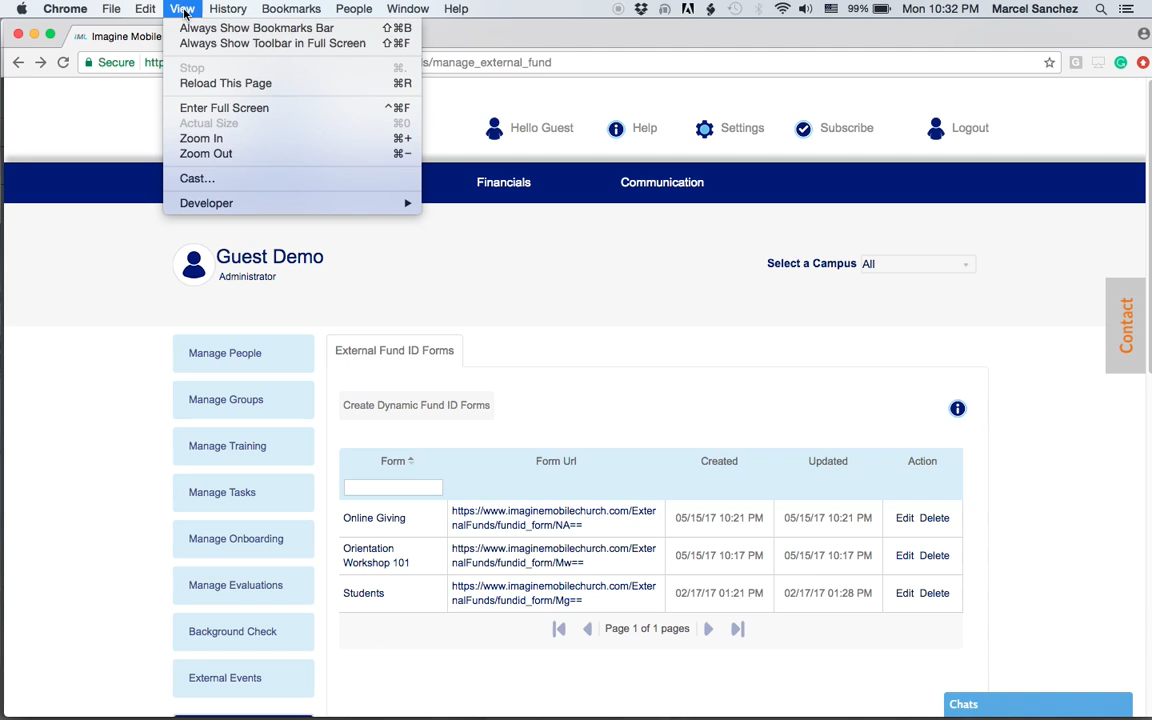 Chrome File Edit View History Bookmarks People Window Help 99% Mon 10:32 PM Marcel Sanchez
IML Imagine Mobile
Always Show Bookmarks Bar ⇧⌘B
Always Show Toolbar in Full Screen ⇧⌘F
Stop ⌘.
Reload This Page ⌘R
Enter Full Screen ^⌘F
Actual Size ⌘0
Zoom In ⌘+
Zoom Out ⌘−
Cast...
Developer
Secure http s/manage_external_fund
Hello Guest Help Settings Subscribe Logout
Financials Communication
Guest Demo
Administrator
Select a Campus All
Contact
Manage People
Manage Groups
Manage Training
Manage Tasks
Manage Onboarding
Manage Evaluations
Background Check
External Events
External Fund ID Forms
Create Dynamic Fund ID Forms
Form Form Url Created Updated Action
Online Giving https://www.imaginemobilechurch.com/Exter 05/15/17 10:21 PM 05/15/17 10:21 PM Edit Delete
nalFunds/fundid_form/NA==
Orientation https://www.imaginemobilechurch.com/Exter 05/15/17 10:17 PM 05/15/17 10:17 PM Edit Delete
Workshop 101 nalFunds/fundid_form/Mw==
Students https://www.imaginemobilechurch.com/Exter 02/17/17 01:21 PM 02/17/17 01:28 PM Edit Delete
nalFunds/fundid_form/Mg==
Page 1 of 1 pages
Chats